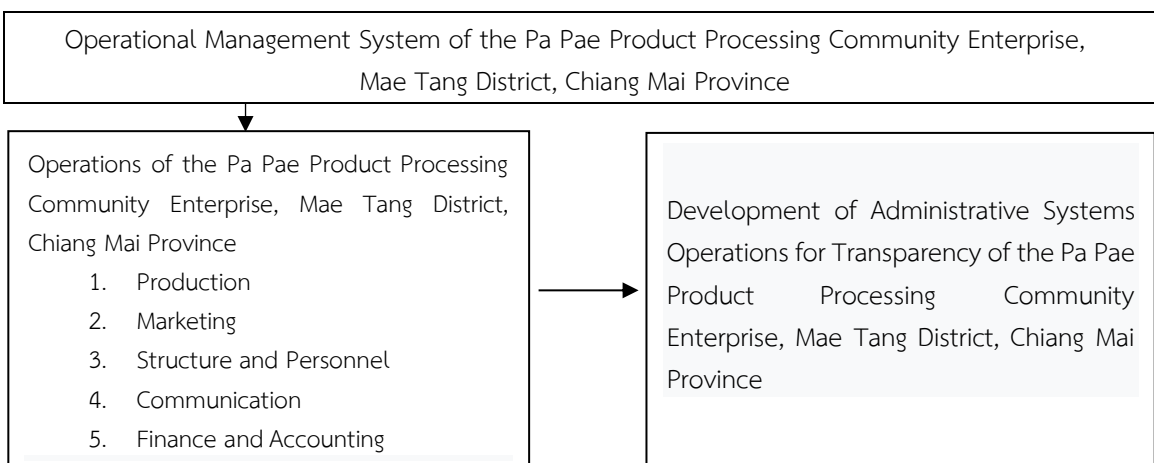 Operational Management System of the Pa Pae Product Processing Community Enterprise,
Mae Tang District, Chiang Mai Province
Operations of the Pa Pae Product Processing
Community Enterprise, Mae Tang District,
Chiang Mai Province
1. Production
2. Marketing
3. Structure and Personnel
4. Communication
5. Finance and Accounting
Development of Administrative Systems
Operations for Transparency of the Pa Pae
Product Processing Community
Enterprise, Mae Tang District, Chiang Mai
Province